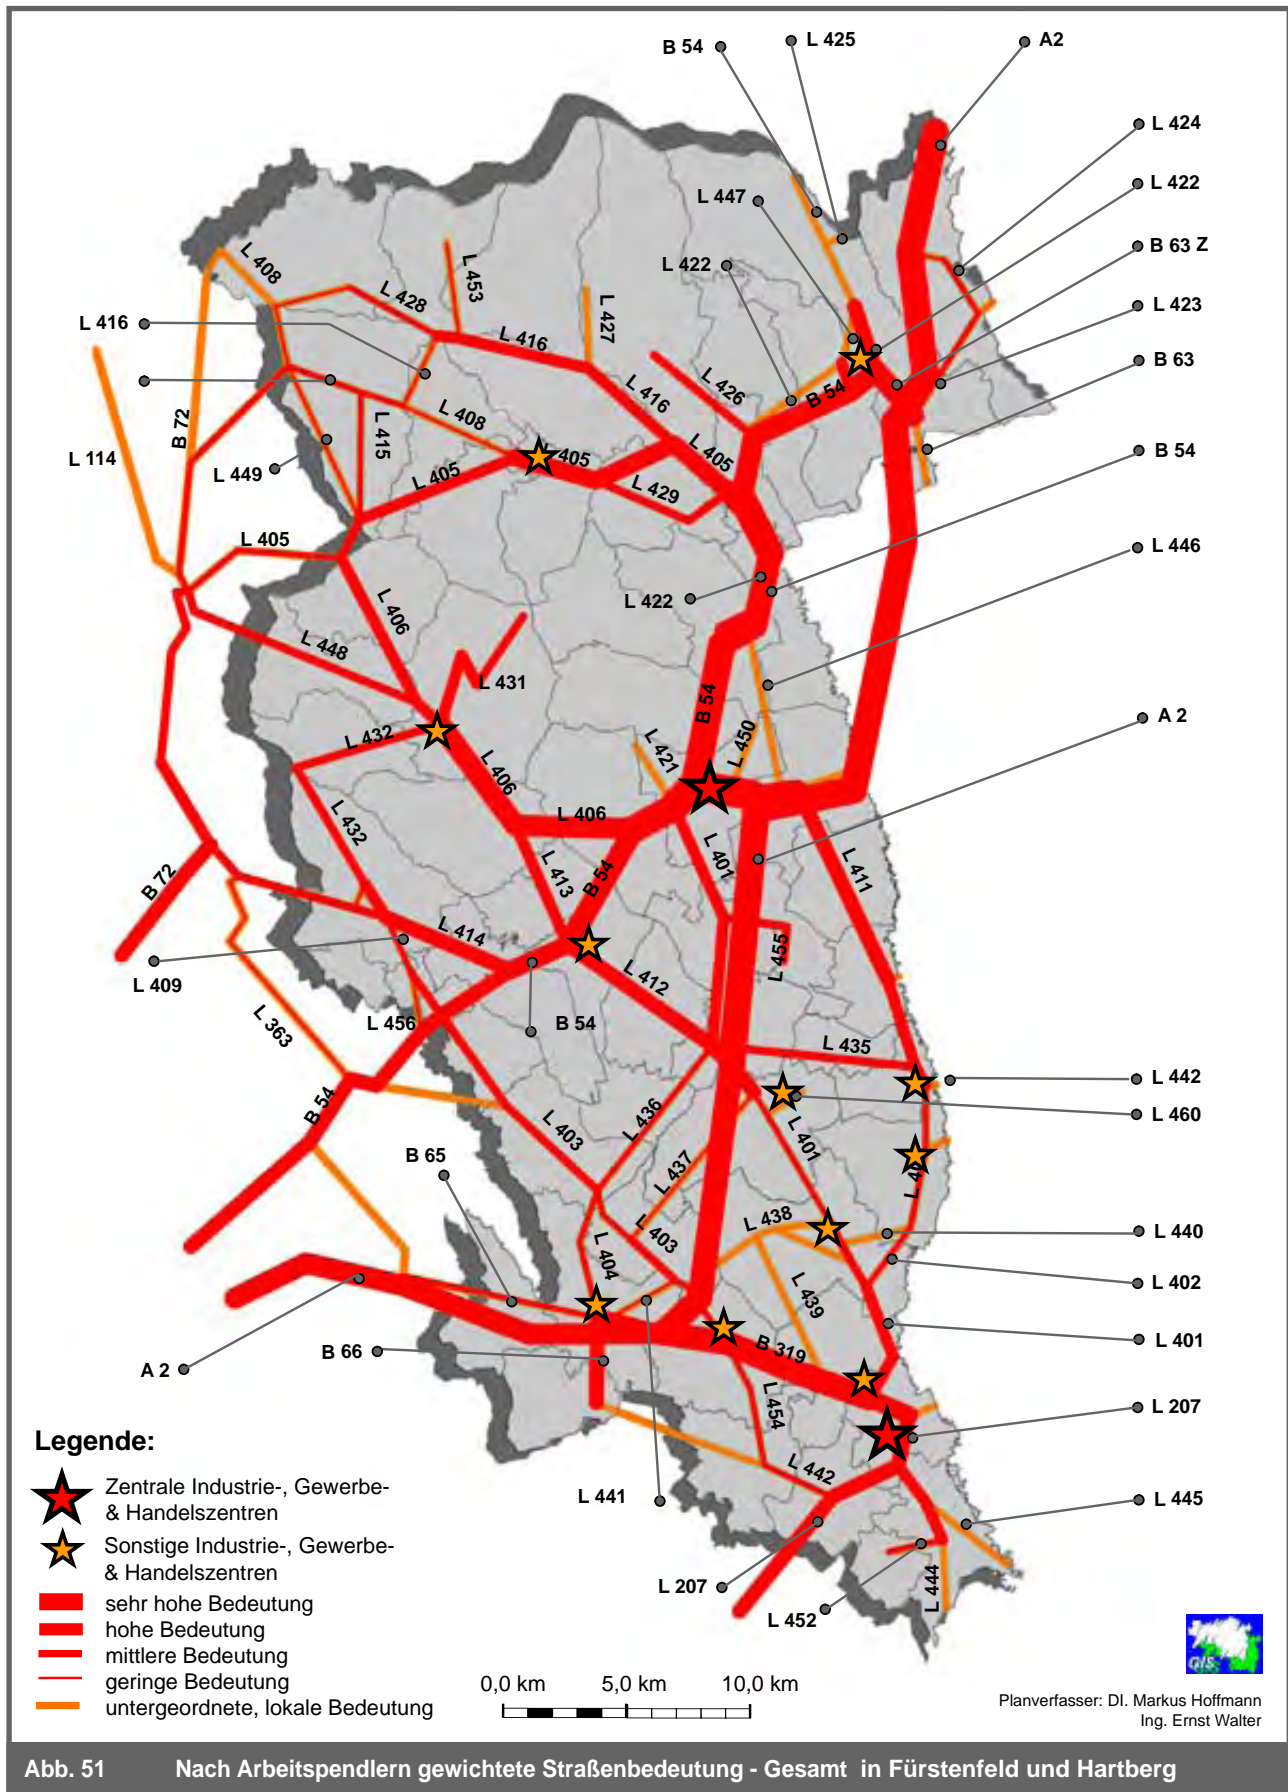 B 54
L 425
A2
L 424
L 447
L 422
L 422
B 63 Z
L 408
L 453
L 428
L 427
L 423
L 416
L 416
B 63
L 426
B 54
L 416
B 72
L 408
L 415
L 405
B 54
L 114
L 449
L 405
405
L 429
L 405
L 446
L 406
L 422
L 448
L 431
B 54
A 2
L 432
L 450
L 421
L 406
L 406
L 432
L 401
L 411
B 72
L 413
B 54
L 414
L 455
L 409
L 412
L 363
L 456
B 54
L 435
L 442
B 54
L 436
L 460
L 403
L 401
B 65
L 437
L 40
L 438
L 440
L 403
L 404
L 402
L 439
L 401
B 66
B 319
A 2
L 454
L 207
Legende:
Zentrale Industrie-, Gewerbe-
& Handelszentren
L 442
L 441
L 445
Sonstige Industrie-, Gewerbe-
& Handelszentren
L 207
L 444
L 452
sehr hohe Bedeutung
hohe Bedeutung
mittlere Bedeutung
geringe Bedeutung
untergeordnete, lokale Bedeutung
0,0 km
5,0 km
10,0 km
GIS
Planverfasser: DI. Markus Hoffmann
Ing. Ernst Walter
Abb. 51 Nach Arbeitspendlern gewichtete Straßenbedeutung - Gesamt in Fürstenfeld und Hartberg